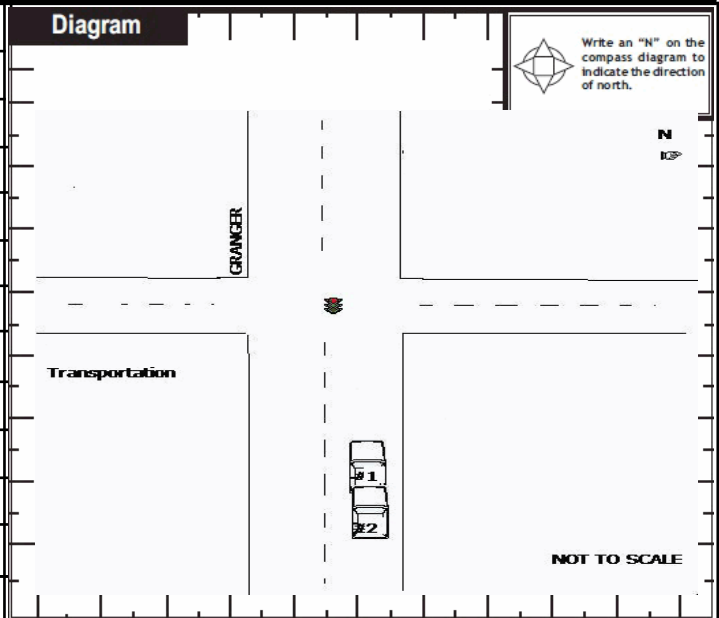 Diagram
Write an “N” on the
compass diagram to
indicate the direction
of north.
N
GRANGER
Transportation
#1
#2
NOT TO SCALE